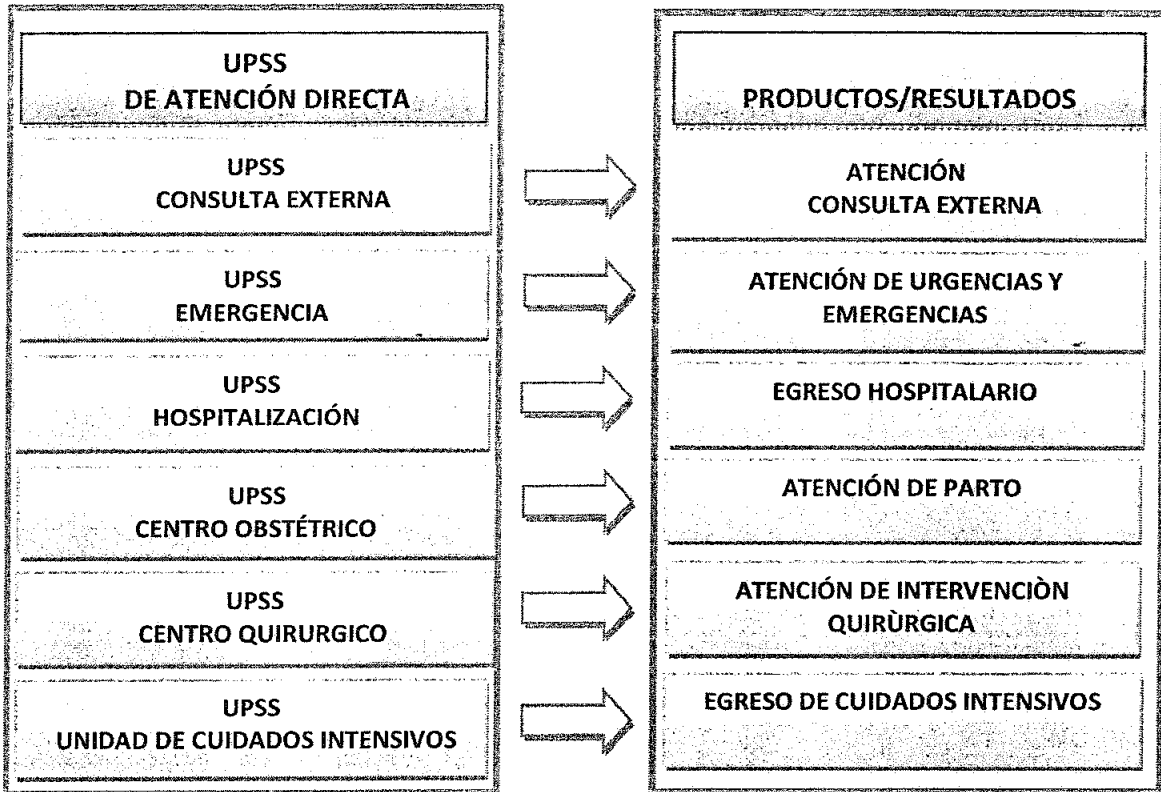 UPSS
DE ATENCIÓN DIRECTA
UPSS
CONSULTA EXTERNA
UPSS
EMERGENCIA
UPSS
HOSPITALIZACIÓN
UPSS
CENTRO OBSTÉTRICO
UPSS
CENTRO QUIRURGICO
UPSS
UNIDAD DE CUIDADOS INTENSIVOS
PRODUCTOS/RESULTADOS
ATENCIÓN
CONSULTA EXTERNA
ATENCIÓN DE URGENCIAS Y
EMERGENCIAS
EGRESO HOSPITALARIO
ATENCIÓN DE PARTO
ATENCIÓN DE INTERVENCIÒN
QUIRÙRGICA
EGRESO DE CUIDADOS INTENSIVOS